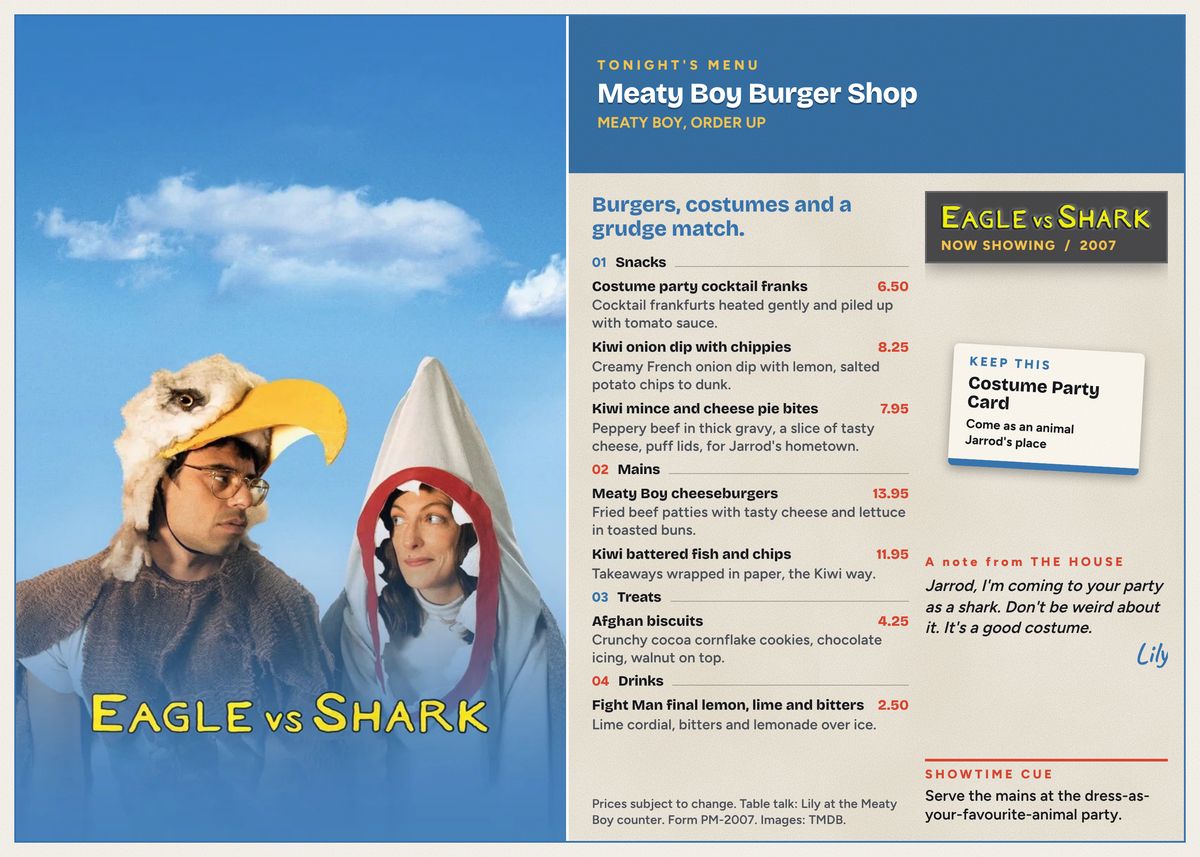 EAGLE vs SHARK
TONIGHT'S MENU
Meaty Boy Burger Shop
MEATY BOY, ORDER UP
Burgers, costumes and a
grudge match.
01 Snacks
Costume party cocktail franks 6.50
Cocktail frankfurts heated gently and piled up
with tomato sauce.
Kiwi onion dip with chippies 8.25
Creamy French onion dip with lemon, salted
potato chips to dunk.
Kiwi mince and cheese pie bites 7.95
Peppery beef in thick gravy, a slice of tasty
cheese, puff lids, for Jarrod's hometown.
02 Mains
Meaty Boy cheeseburgers 13.95
Fried beef patties with tasty cheese and lettuce
in toasted buns.
Kiwi battered fish and chips 11.95
Takeaways wrapped in paper, the Kiwi way.
03 Treats
Afghan biscuits 4.25
Crunchy cocoa cornflake cookies, chocolate
icing, walnut on top.
04 Drinks
Fight Man final lemon, lime and bitters 2.50
Lime cordial, bitters and lemonade over ice.
Prices subject to change. Table talk: Lily at the Meaty
Boy counter. Form PM-2007. Images: TMDB.
EAGLE vs SHARK
NOW SHOWING / 2007
KEEP THIS
Costume Party
Card
Come as an animal
Jarrod's place
A note from THE HOUSE
Jarrod, I'm coming to your party
as a shark. Don't be weird about
it. It's a good costume.
Lily
SHOWTIME CUE
Serve the mains at the dress-as-
your-favourite-animal party.